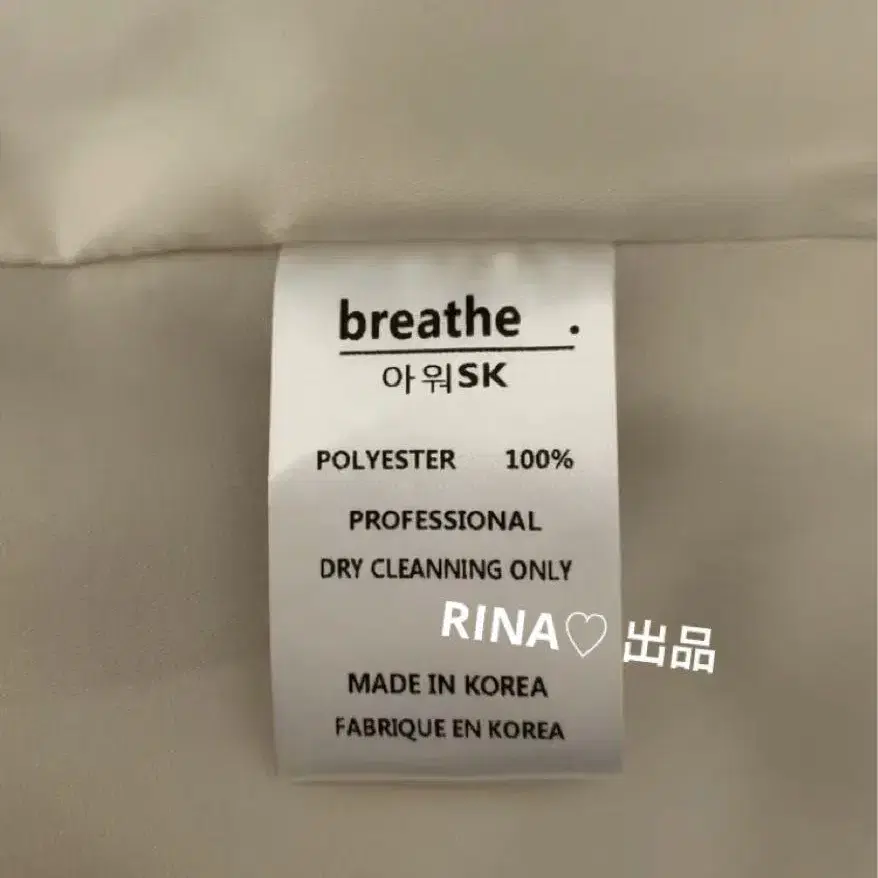 breathe .
아워SK
POLYESTER 100%
PROFESSIONAL
DRY CLEANNING ONLY
RINA♡ 出品
MADE IN KOREA
FABRIQUE EN KOREA